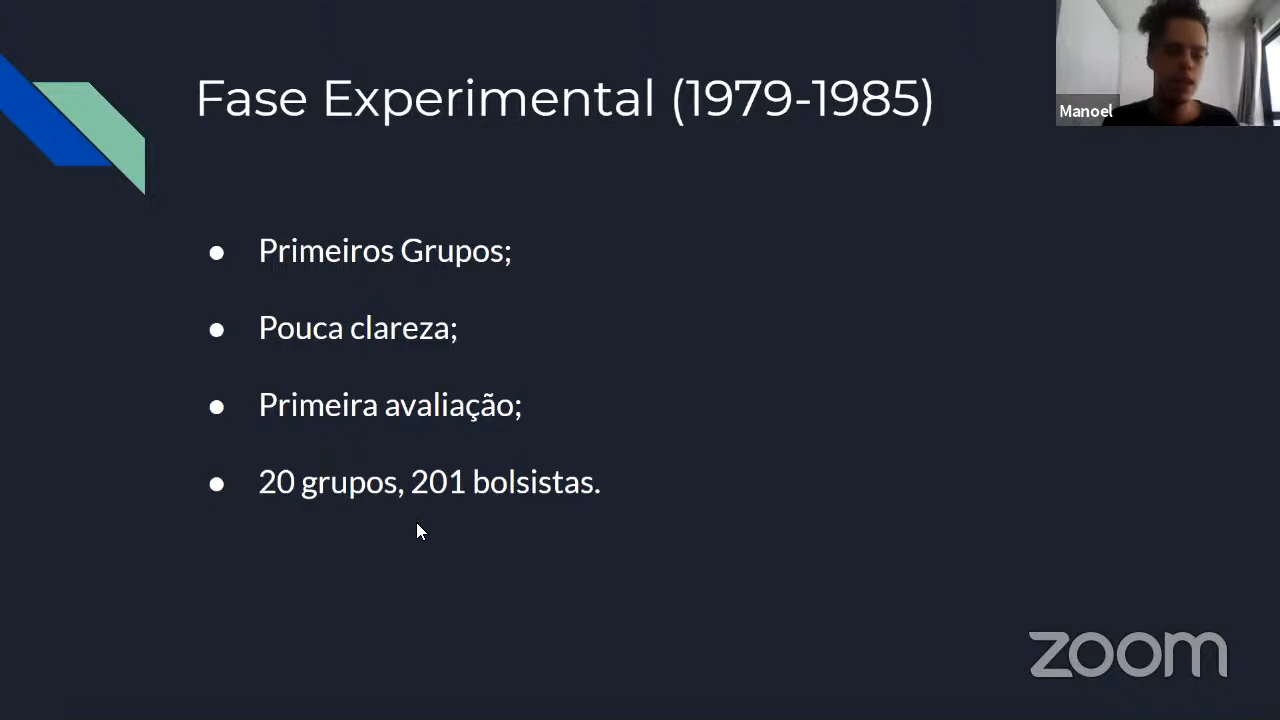 Fase Experimental (1979-1985)
Manoel
● Primeiros Grupos;
● Pouca clareza;
● Primeira avaliação;
● 20 grupos, 201 bolsistas.
zoom